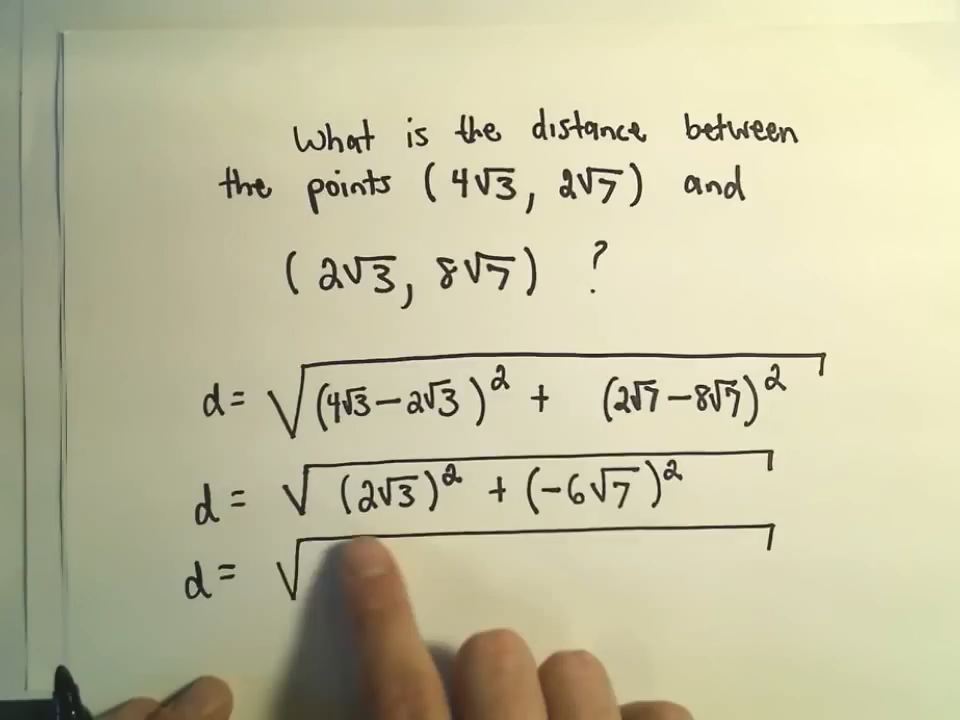 What is the distance between
the points (4√3, 2√7) and
(2√3, 8√7) ?
d = √(4√3 - 2√3)² + (2√7 - 8√7)²
d = √(2√3)² + (-6√7)²
d = √